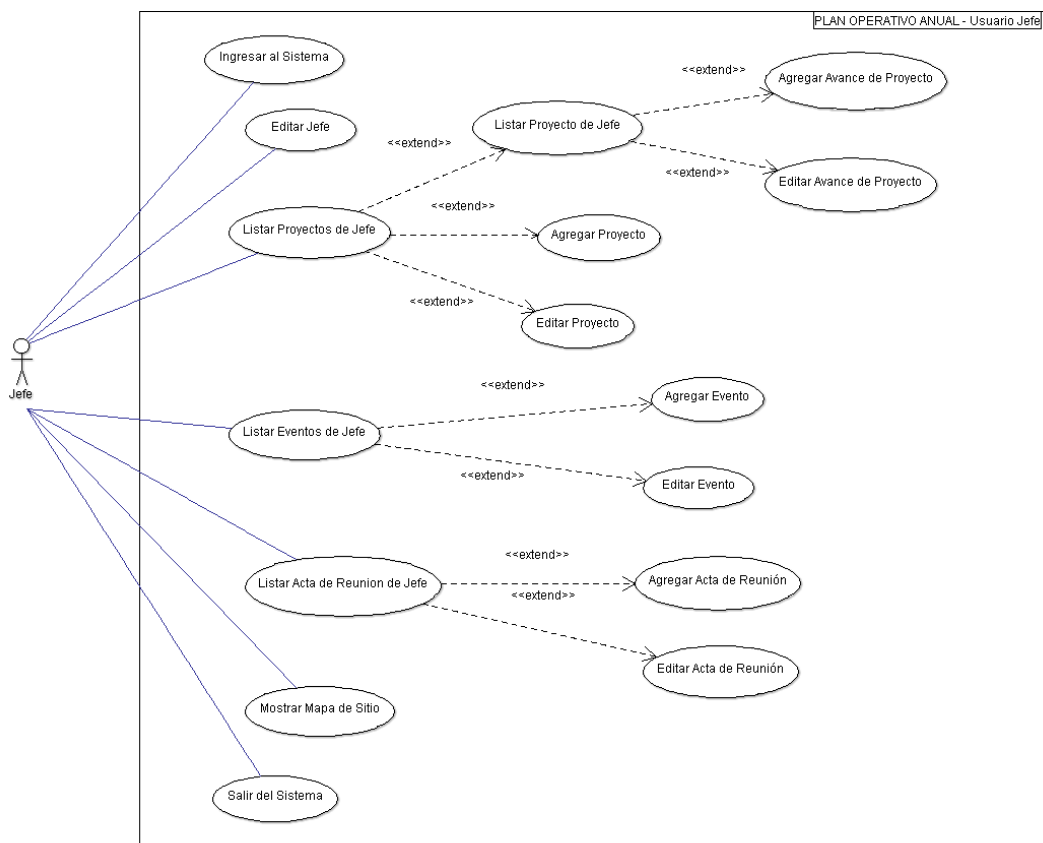 PLAN OPERATIVO ANUAL - Usuario Jefe
Ingresar al Sistema
Editar Jefe
Listar Proyectos de Jefe
<<extend>>
Listar Proyecto de Jefe
<<extend>>
Agregar Avance de Proyecto
<<extend>>
Editar Avance de Proyecto
<<extend>>
Agregar Proyecto
<<extend>>
Editar Proyecto
Jefe
Listar Eventos de Jefe
<<extend>>
Agregar Evento
<<extend>>
Editar Evento
Listar Acta de Reunion de Jefe
<<extend>>
Agregar Acta de Reunión
<<extend>>
Editar Acta de Reunión
Mostrar Mapa de Sitio
Salir del Sistema